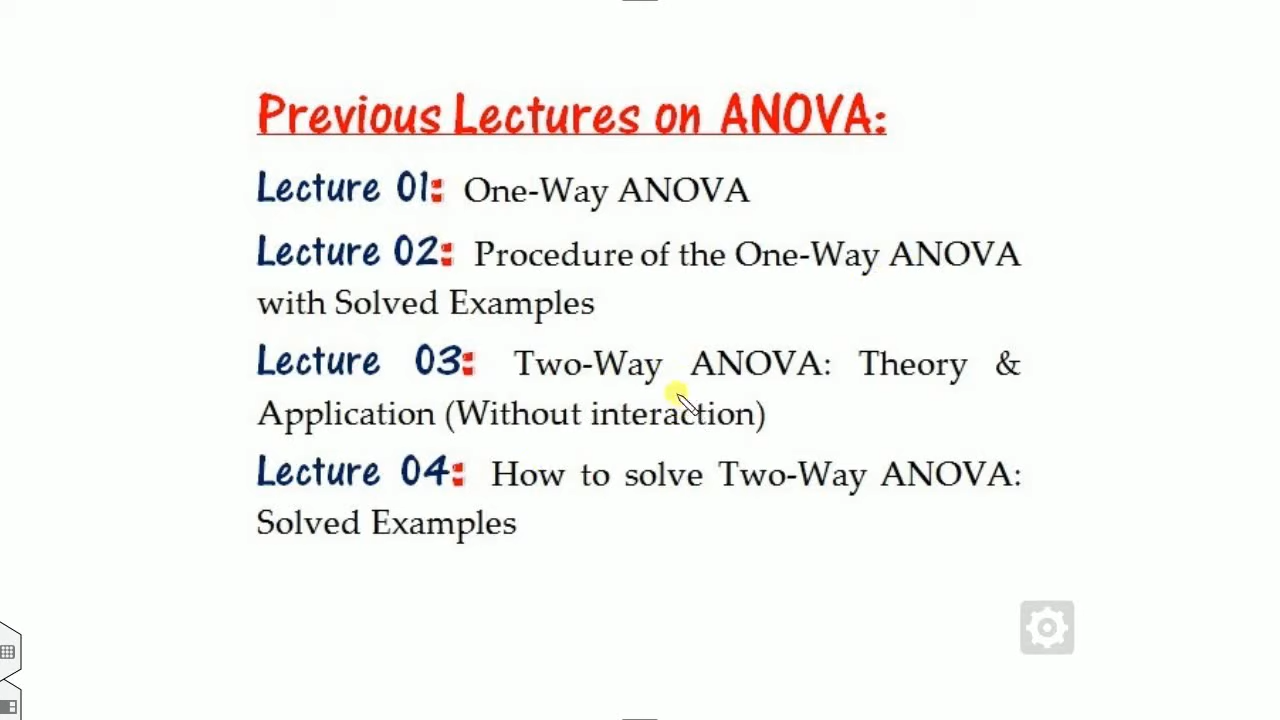 Previous Lectures on ANOVA:
Lecture 01: One-Way ANOVA
Lecture 02: Procedure of the One-Way ANOVA
with Solved Examples
Lecture 03: Two-Way ANOVA: Theory &
Application (Without interaction)
Lecture 04: How to solve Two-Way ANOVA:
Solved Examples